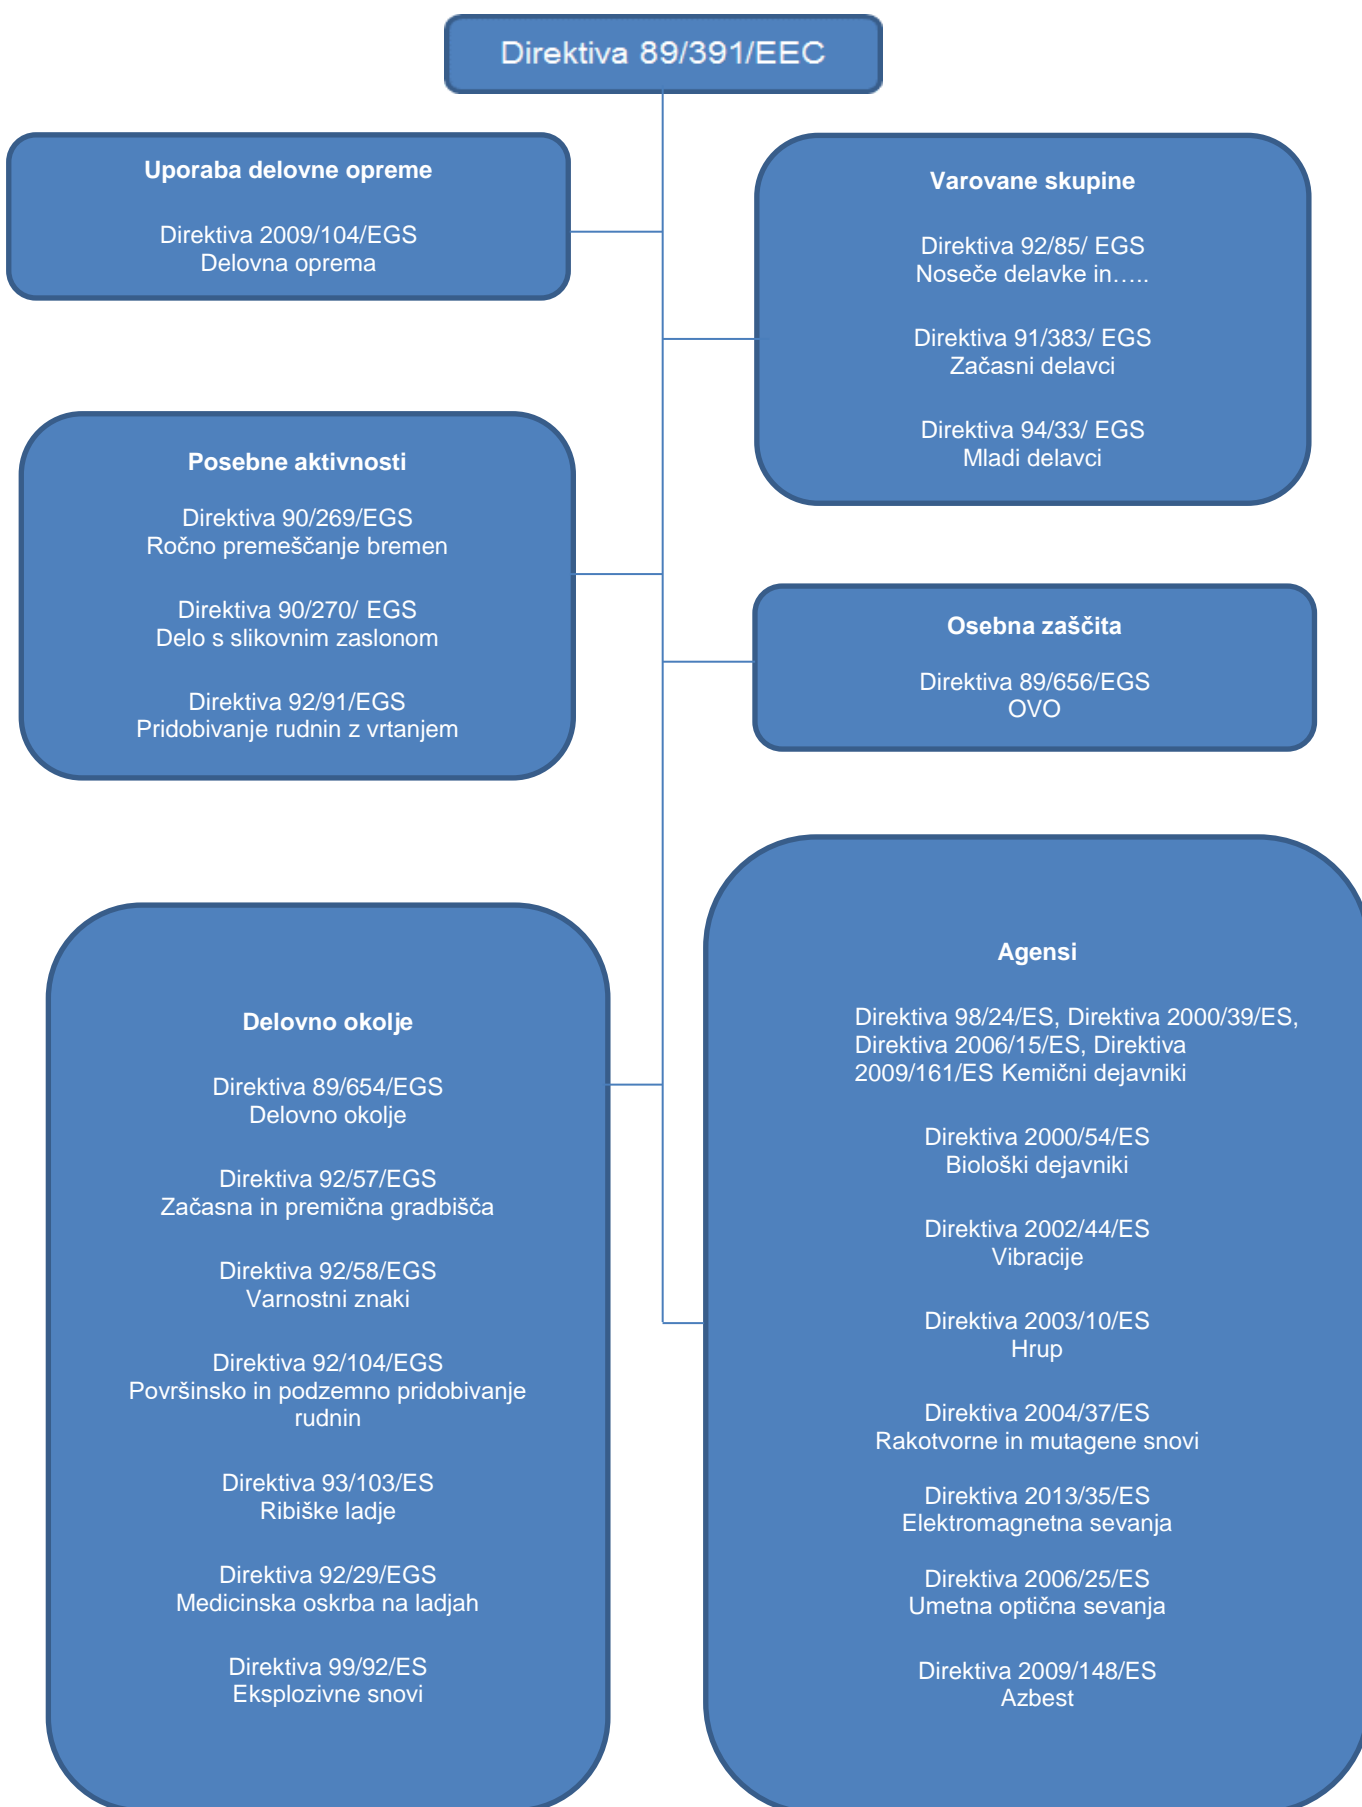 Direktiva 89/391/EEC
Uporaba delovne opreme
Direktiva 2009/104/EGS
Delovna oprema
Varovane skupine
Direktiva 92/85/ EGS
Noseče delavke in…..
Direktiva 91/383/ EGS
Začasni delavci
Direktiva 94/33/ EGS
Mladi delavci
Posebne aktivnosti
Direktiva 90/269/EGS
Ročno premeščanje bremen
Direktiva 90/270/ EGS
Delo s slikovnim zaslonom
Direktiva 92/91/EGS
Pridobivanje rudnin z vrtanjem
Osebna zaščita
Direktiva 89/656/EGS
OVO
Delovno okolje
Direktiva 89/654/EGS
Delovno okolje
Direktiva 92/57/EGS
Začasna in premična gradbišča
Direktiva 92/58/EGS
Varnostni znaki
Direktiva 92/104/EGS
Površinsko in podzemno pridobivanje
rudnin
Direktiva 93/103/ES
Ribiške ladje
Direktiva 92/29/EGS
Medicinska oskrba na ladjah
Direktiva 99/92/ES
Eksplozivne snovi
Agensi
Direktiva 98/24/ES, Direktiva 2000/39/ES,
Direktiva 2006/15/ES, Direktiva
2009/161/ES Kemični dejavniki
Direktiva 2000/54/ES
Biološki dejavniki
Direktiva 2002/44/ES
Vibracije
Direktiva 2003/10/ES
Hrup
Direktiva 2004/37/ES
Rakotvorne in mutagene snovi
Direktiva 2013/35/ES
Elektromagnetna sevanja
Direktiva 2006/25/ES
Umetna optična sevanja
Direktiva 2009/148/ES
Azbest